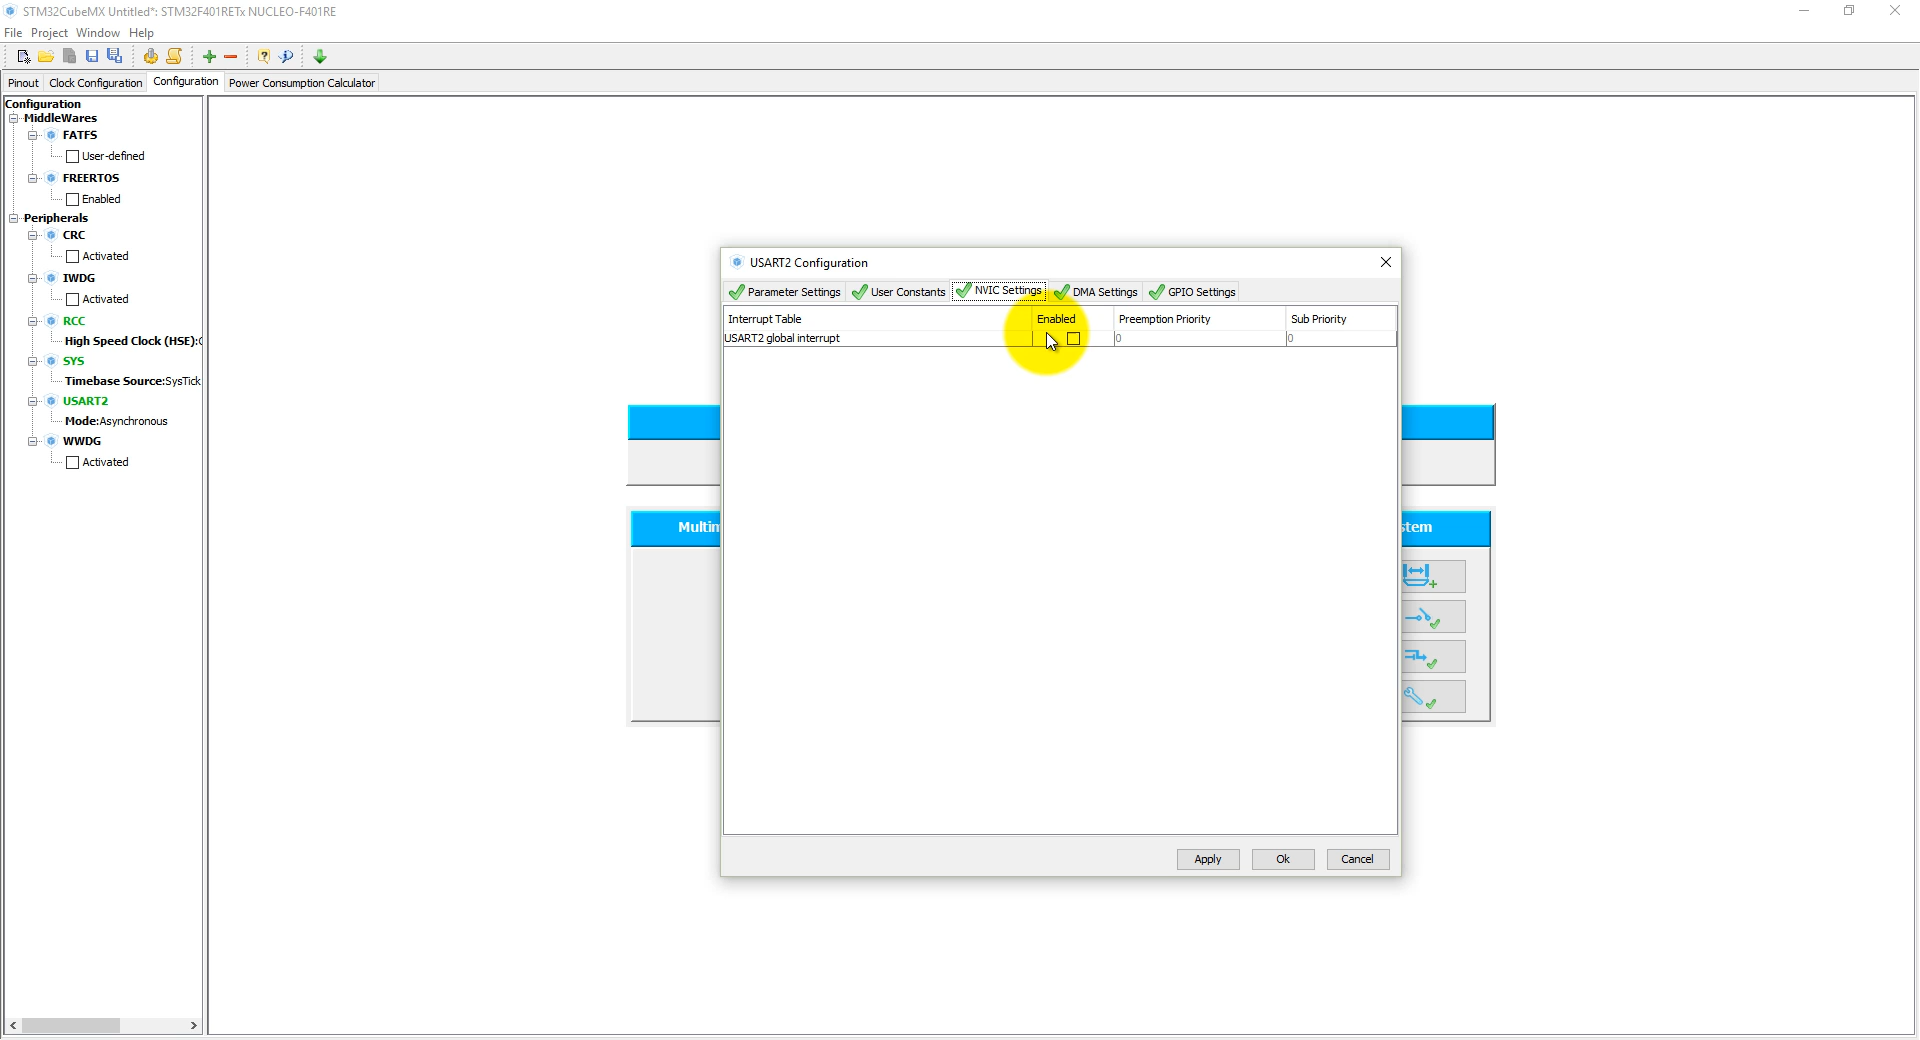 STM32CubeMX Untitled*: STM32F401RETx NUCLEO-F401RE
File Project Window Help
Pinout Clock Configuration Configuration Power Consumption Calculator
Configuration
MiddleWares
FATFS
User-defined
FREERTOS
Enabled
Peripherals
CRC
Activated
IWDG
Activated
RCC
High Speed Clock (HSE):
SYS
Timebase Source:SysTick
USART2
Mode:Asynchronous
WWDG
Activated
USART2 Configuration
Parameter Settings User Constants NVIC Settings DMA Settings GPIO Settings
Interrupt Table Enabled Preemption Priority Sub Priority
USART2 global interrupt 0 0
Apply Ok Cancel
Multim
stem